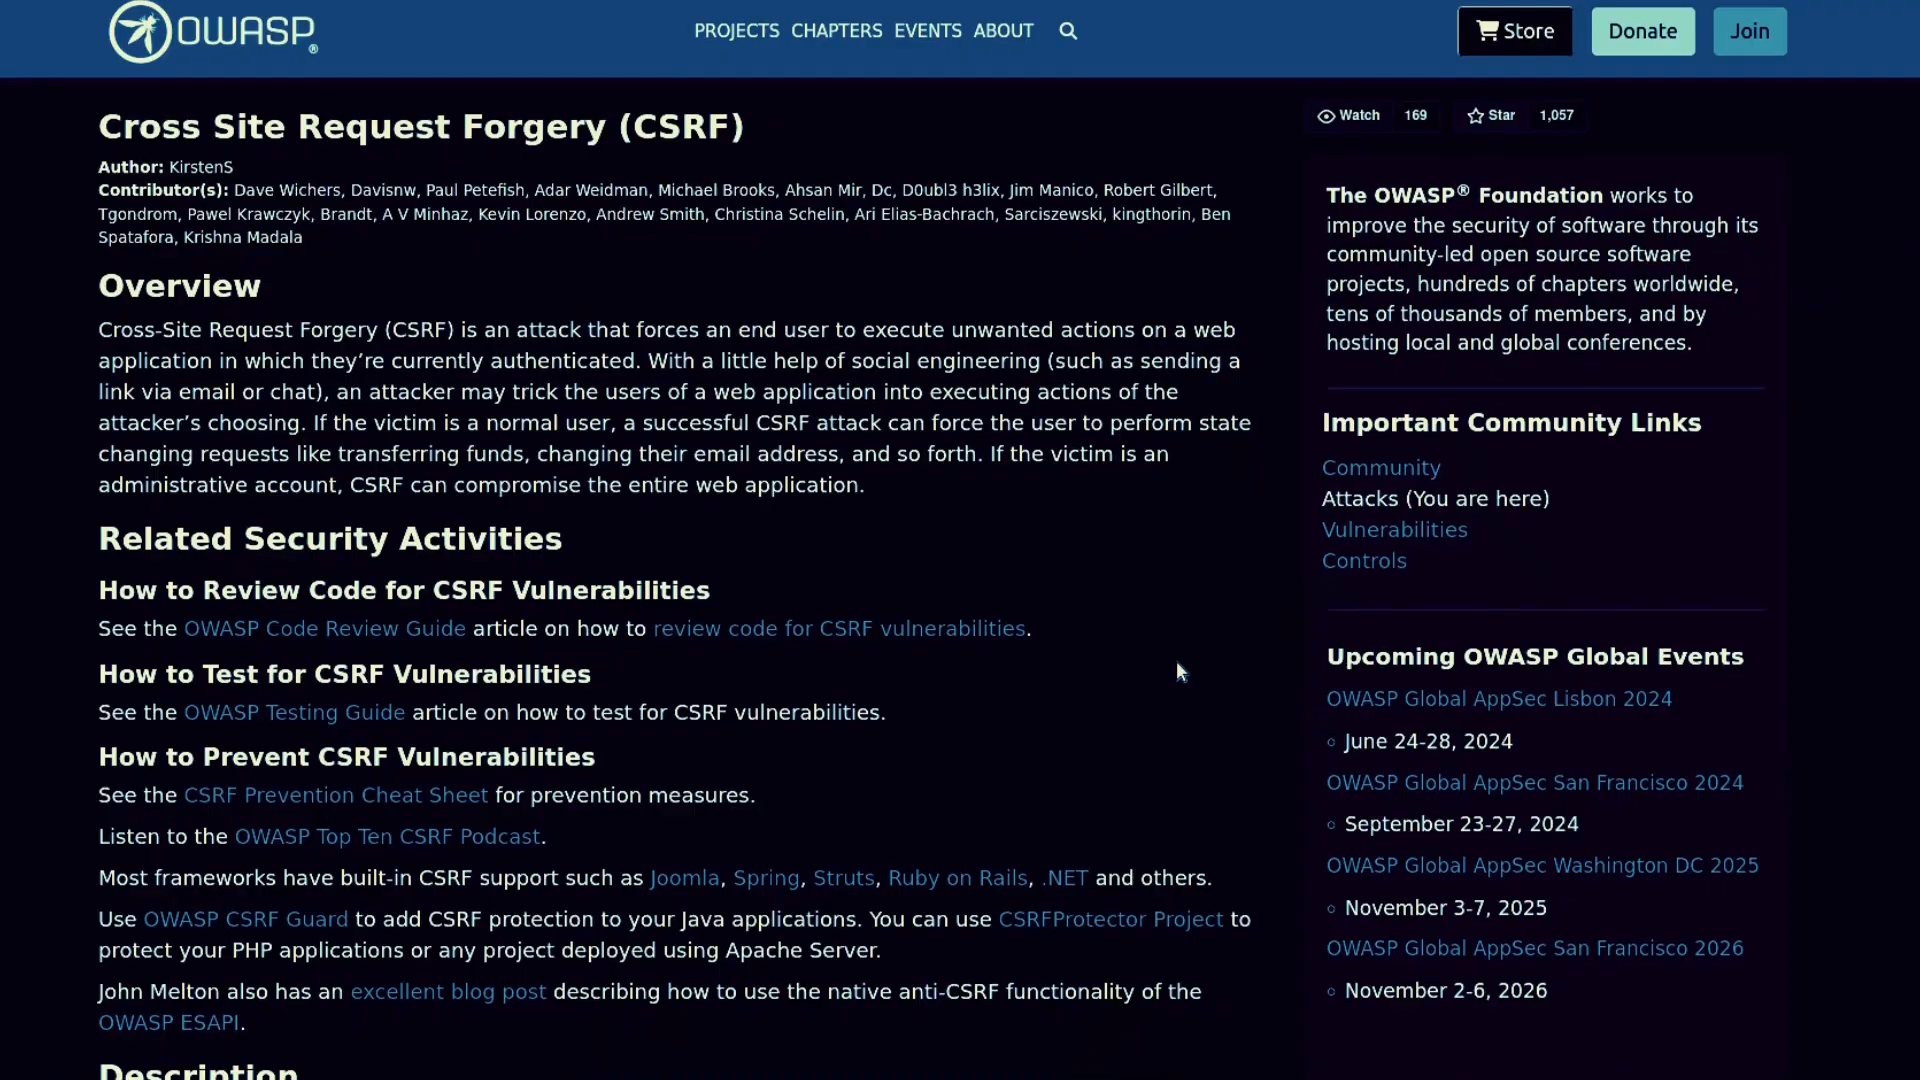 OWASP®
PROJECTS CHAPTERS EVENTS ABOUT
Store
Donate
Join
Cross Site Request Forgery (CSRF)
Author: KirstenS
Contributor(s): Dave Wichers, Davisnw, Paul Petefish, Adar Weidman, Michael Brooks, Ahsan Mir, Dc, D0ubl3 h3lix, Jim Manico, Robert Gilbert,
Tgondrom, Pawel Krawczyk, Brandt, A V Minhaz, Kevin Lorenzo, Andrew Smith, Christina Schelin, Ari Elias-Bachrach, Sarciszewski, kingthorin, Ben
Spatafora, Krishna Madala
Overview
Cross-Site Request Forgery (CSRF) is an attack that forces an end user to execute unwanted actions on a web
application in which they’re currently authenticated. With a little help of social engineering (such as sending a
link via email or chat), an attacker may trick the users of a web application into executing actions of the
attacker’s choosing. If the victim is a normal user, a successful CSRF attack can force the user to perform state
changing requests like transferring funds, changing their email address, and so forth. If the victim is an
administrative account, CSRF can compromise the entire web application.
Related Security Activities
How to Review Code for CSRF Vulnerabilities
See the OWASP Code Review Guide article on how to review code for CSRF vulnerabilities.
How to Test for CSRF Vulnerabilities
See the OWASP Testing Guide article on how to test for CSRF vulnerabilities.
How to Prevent CSRF Vulnerabilities
See the CSRF Prevention Cheat Sheet for prevention measures.
Listen to the OWASP Top Ten CSRF Podcast.
Most frameworks have built-in CSRF support such as Joomla, Spring, Struts, Ruby on Rails, .NET and others.
Use OWASP CSRF Guard to add CSRF protection to your Java applications. You can use CSRFProtector Project to
protect your PHP applications or any project deployed using Apache Server.
John Melton also has an excellent blog post describing how to use the native anti-CSRF functionality of the
OWASP ESAPI.
Description
Watch 169
Star 1,057
The OWASP® Foundation works to
improve the security of software through its
community-led open source software
projects, hundreds of chapters worldwide,
tens of thousands of members, and by
hosting local and global conferences.
Important Community Links
Community
Attacks (You are here)
Vulnerabilities
Controls
Upcoming OWASP Global Events
OWASP Global AppSec Lisbon 2024
◦ June 24-28, 2024
OWASP Global AppSec San Francisco 2024
◦ September 23-27, 2024
OWASP Global AppSec Washington DC 2025
◦ November 3-7, 2025
OWASP Global AppSec San Francisco 2026
◦ November 2-6, 2026